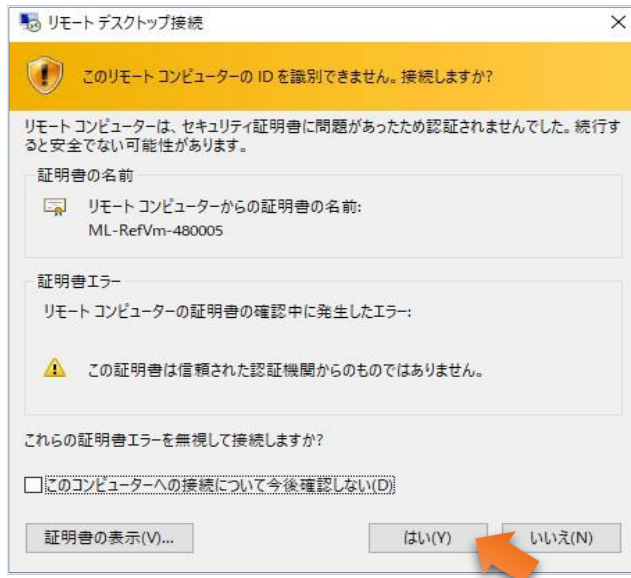 リモート デスクトップ接続
このリモート コンピューターの ID を識別できません。接続しますか?
リモート コンピューターは、セキュリティ証明書に問題があったため認証されませんでした。続行す
ると安全でない可能性があります。
証明書の名前
リモート コンピューターからの証明書の名前:
ML-RefVm-480005
証明書エラー
リモート コンピューターの証明書の確認中に発生したエラー:
この証明書は信頼された認証機関からのものではありません。
これらの証明書エラーを無視して接続しますか?
このコンピューターへの接続について今後確認しない(D)
証明書の表示(V)... はい(Y) いいえ(N)